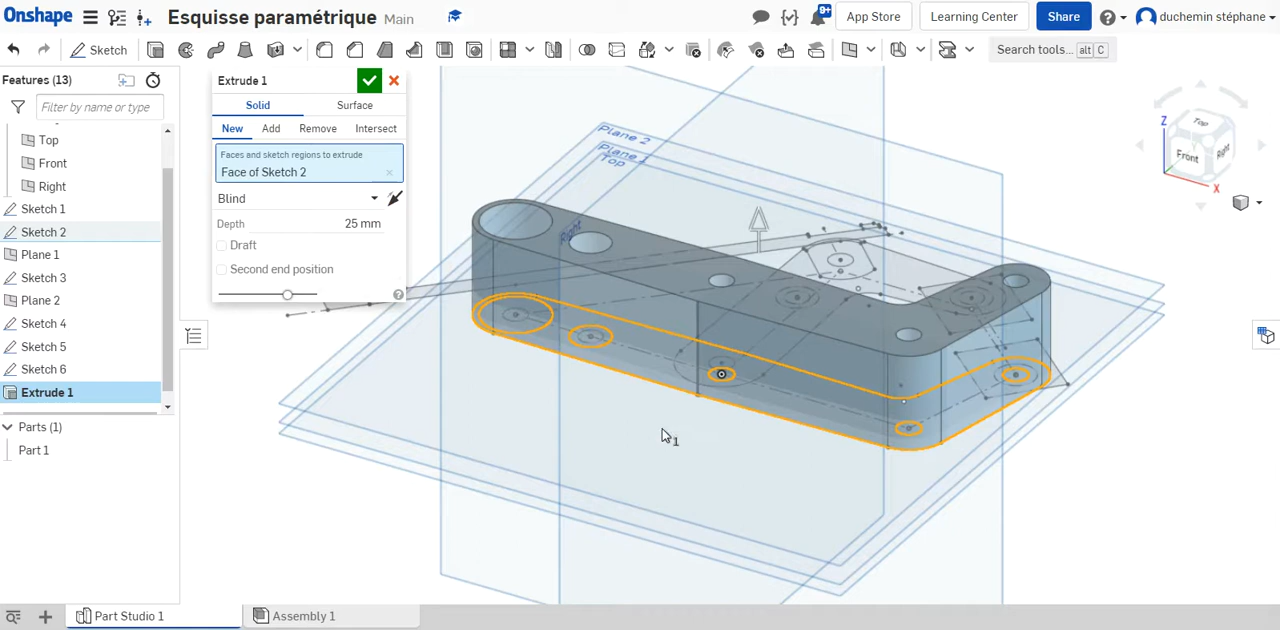 Onshape Esquisse paramétrique Main 9+ App Store Learning Center Share duchemin stéphane
Sketch Search tools... alt C
Features (13)
Filter by name or type
Top
Front
Right
Sketch 1
Sketch 2
Plane 1
Sketch 3
Plane 2
Sketch 4
Sketch 5
Sketch 6
Extrude 1
Parts (1)
Part 1
Extrude 1
Solid Surface
New Add Remove Intersect
Faces and sketch regions to extrude
Face of Sketch 2
Blind
Depth 25 mm
Draft
Second end position
Plane 2
Plane 1
Top
Right
1
Z
Top
Front
Right
X
Part Studio 1 Assembly 1